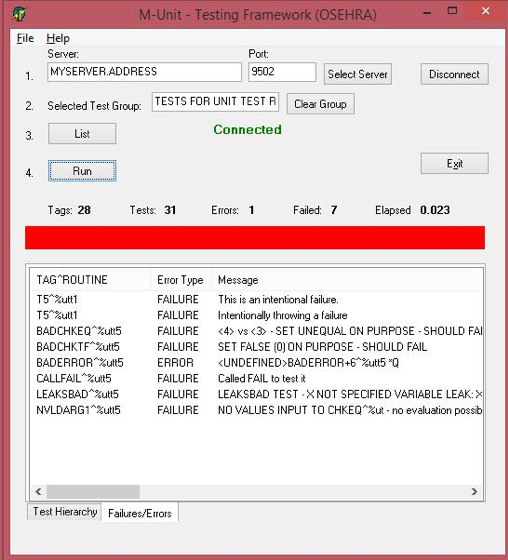 M-Unit - Testing Framework (OSEHRA)
File Help
Server: Port:
1. MYSERVER.ADDRESS 9502 Select Server Disconnect
2. Selected Test Group: TESTS FOR UNIT TEST R Clear Group
3. List Connected
4. Run Exit
Tags: 28 Tests: 31 Errors: 1 Failed: 7 Elapsed 0.023
TAG^ROUTINE Error Type Message
T5^%utt1 FAILURE This is an intentional failure.
T5^%utt1 FAILURE Intentionally throwing a failure
BADCHKEQ^%utt5 FAILURE <4> vs <3> - SET UNEQUAL ON PURPOSE - SHOULD FAI
BADCHKTF^%utt5 FAILURE SET FALSE (0) ON PURPOSE - SHOULD FAIL
BADERROR^%utt5 ERROR <UNDEFINED>BADERROR+6^%utt5 *Q
CALLFAIL^%utt5 FAILURE Called FAIL to test it
LEAKSBAD^%utt5 FAILURE LEAKSBAD TEST - X NOT SPECIFIED VARIABLE LEAK: X
NVLDARG1^%utt5 FAILURE NO VALUES INPUT TO CHKEQ^%ut - no evaluation possib
Test Hierarchy Failures/Errors